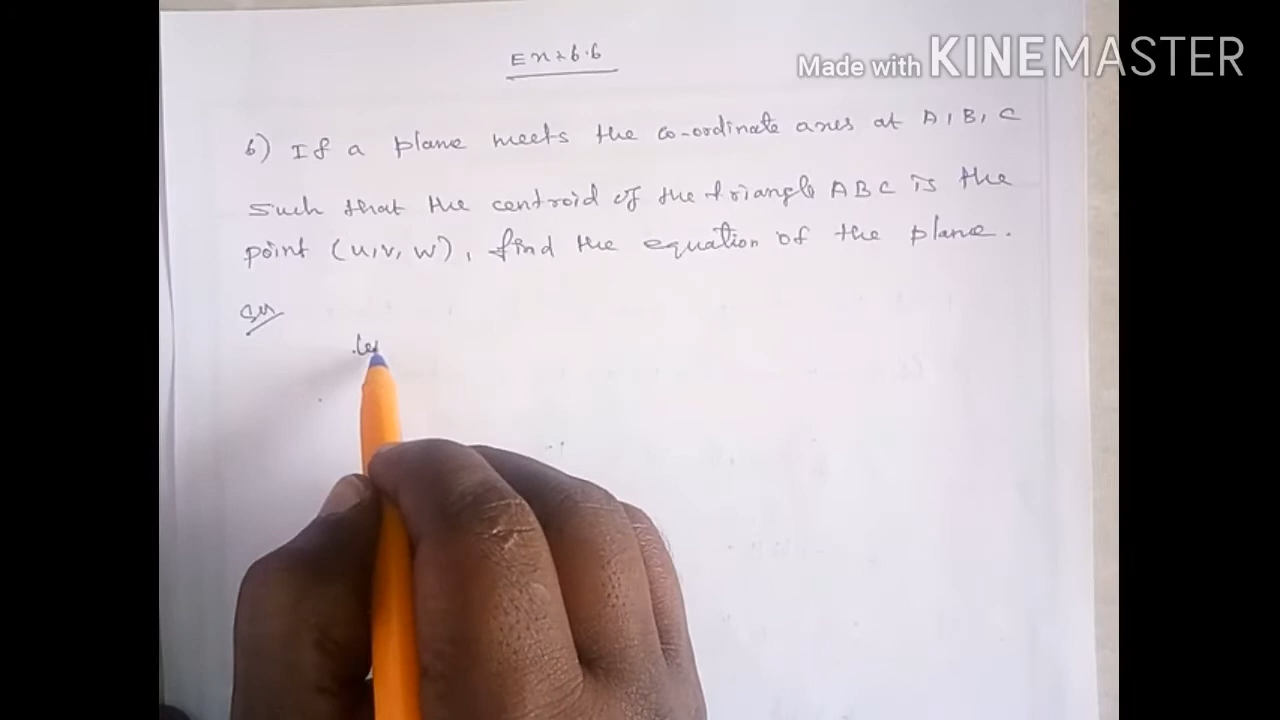 Made with KINEMASTER
Ex 6.6
6) If a plane meets the co-ordinate axes at A, B, C
such that the centroid of the triangle ABC is the
point (u, v, w), find the equation of the plane.
Let